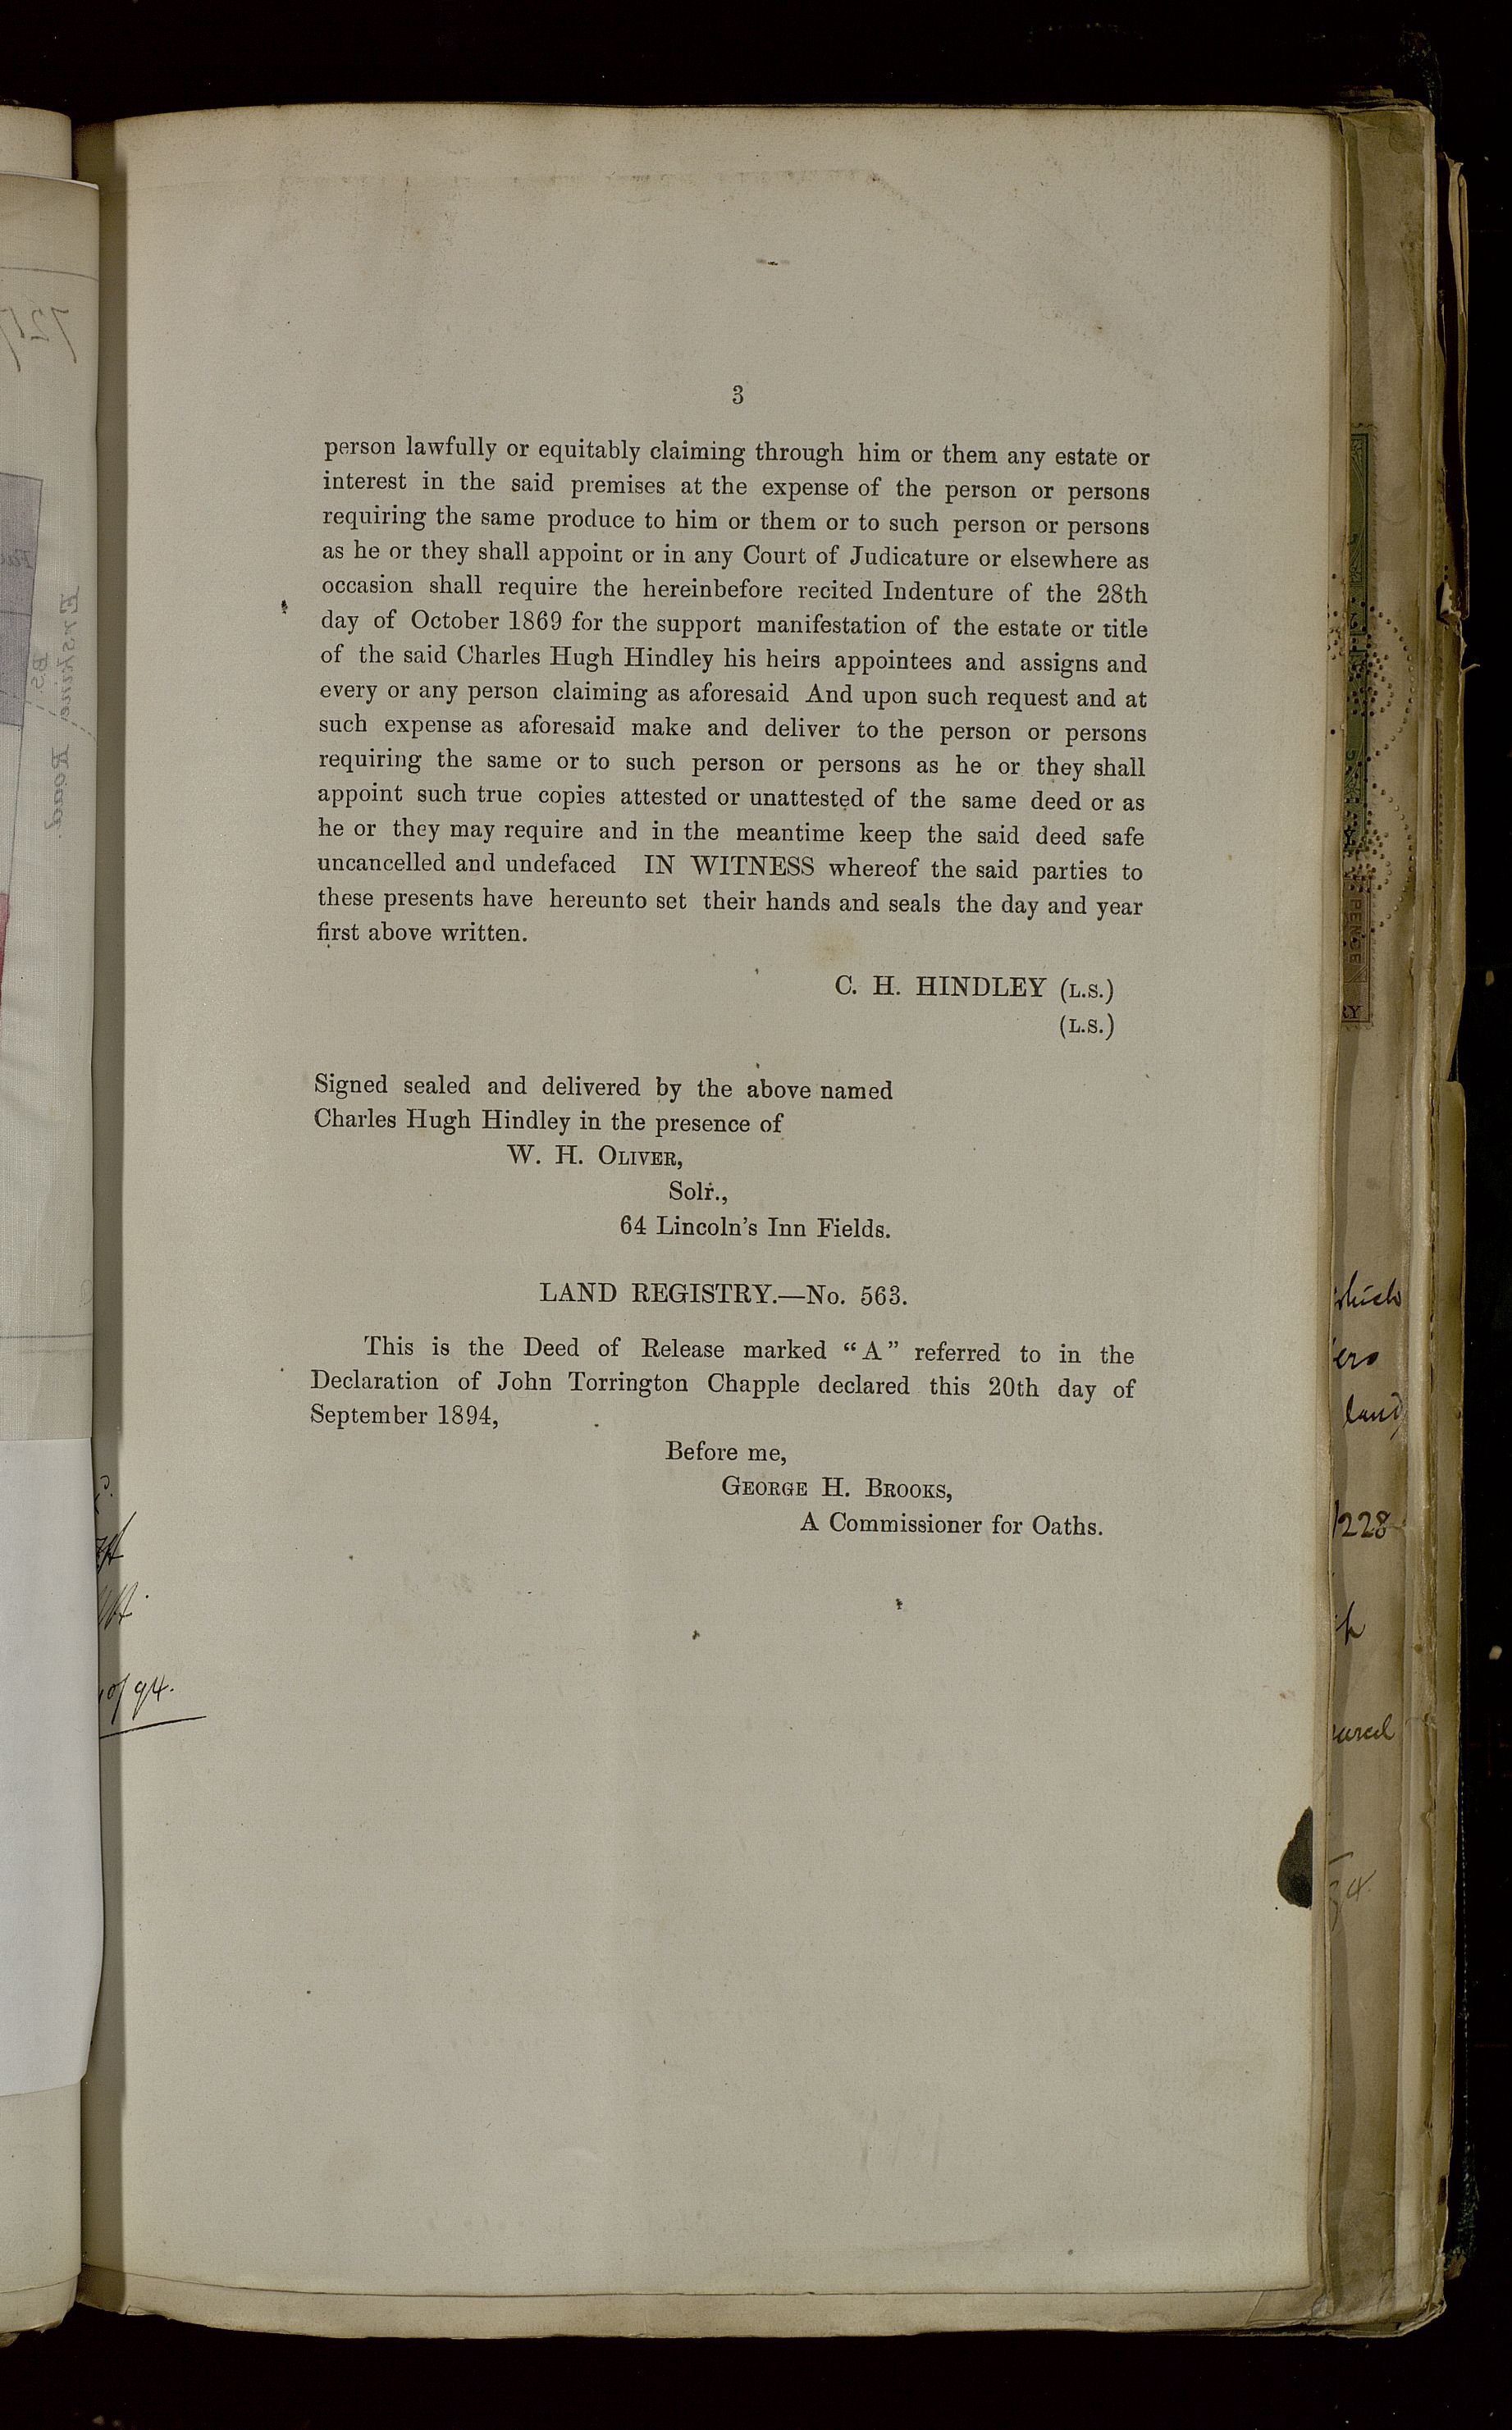 3
person lawfully or equitably claiming through him or them any estate or
interest in the said premises at the expense of the person or persons
requiring the same produce to him or them or to such person or persons
as he or they shall appoint or in any Court of Judicature or elsewhere as
occasion shall require the hereinbefore recited Indenture of the 28th
day of October 1869 for the support manifestation of the estate or title
of the said Charles Hugh Hindley his heirs appointees and assigns and
every or any person claiming as aforesaid And upon such request and at
such expense as aforesaid make and deliver to the person or persons
requiring the same or to such person or persons as he or they shall
appoint such true copies attested or unattested of the same deed or as
he or they may require and in the meantime keep the said deed safe
uncancelled and undefaced IN WITNESS whereof the said parties to
these presents have hereunto set their hands and seals the day and year
first above written.
C. H. HINDLEY (L.S.)
(L.S.)
Signed sealed and delivered by the above named
Charles Hugh Hindley in the presence of
W. H. OLIVER,
Solr.,
64 Lincoln's Inn Fields.
LAND REGISTRY.—No. 563.
This is the Deed of Release marked “A” referred to in the
Declaration of John Torrington Chapple declared this 20th day of
September 1894,
Before me,
GEORGE H. BROOKS,
A Commissioner for Oaths.
Erskine Road.
of 94.
PENCE
which
land
1228